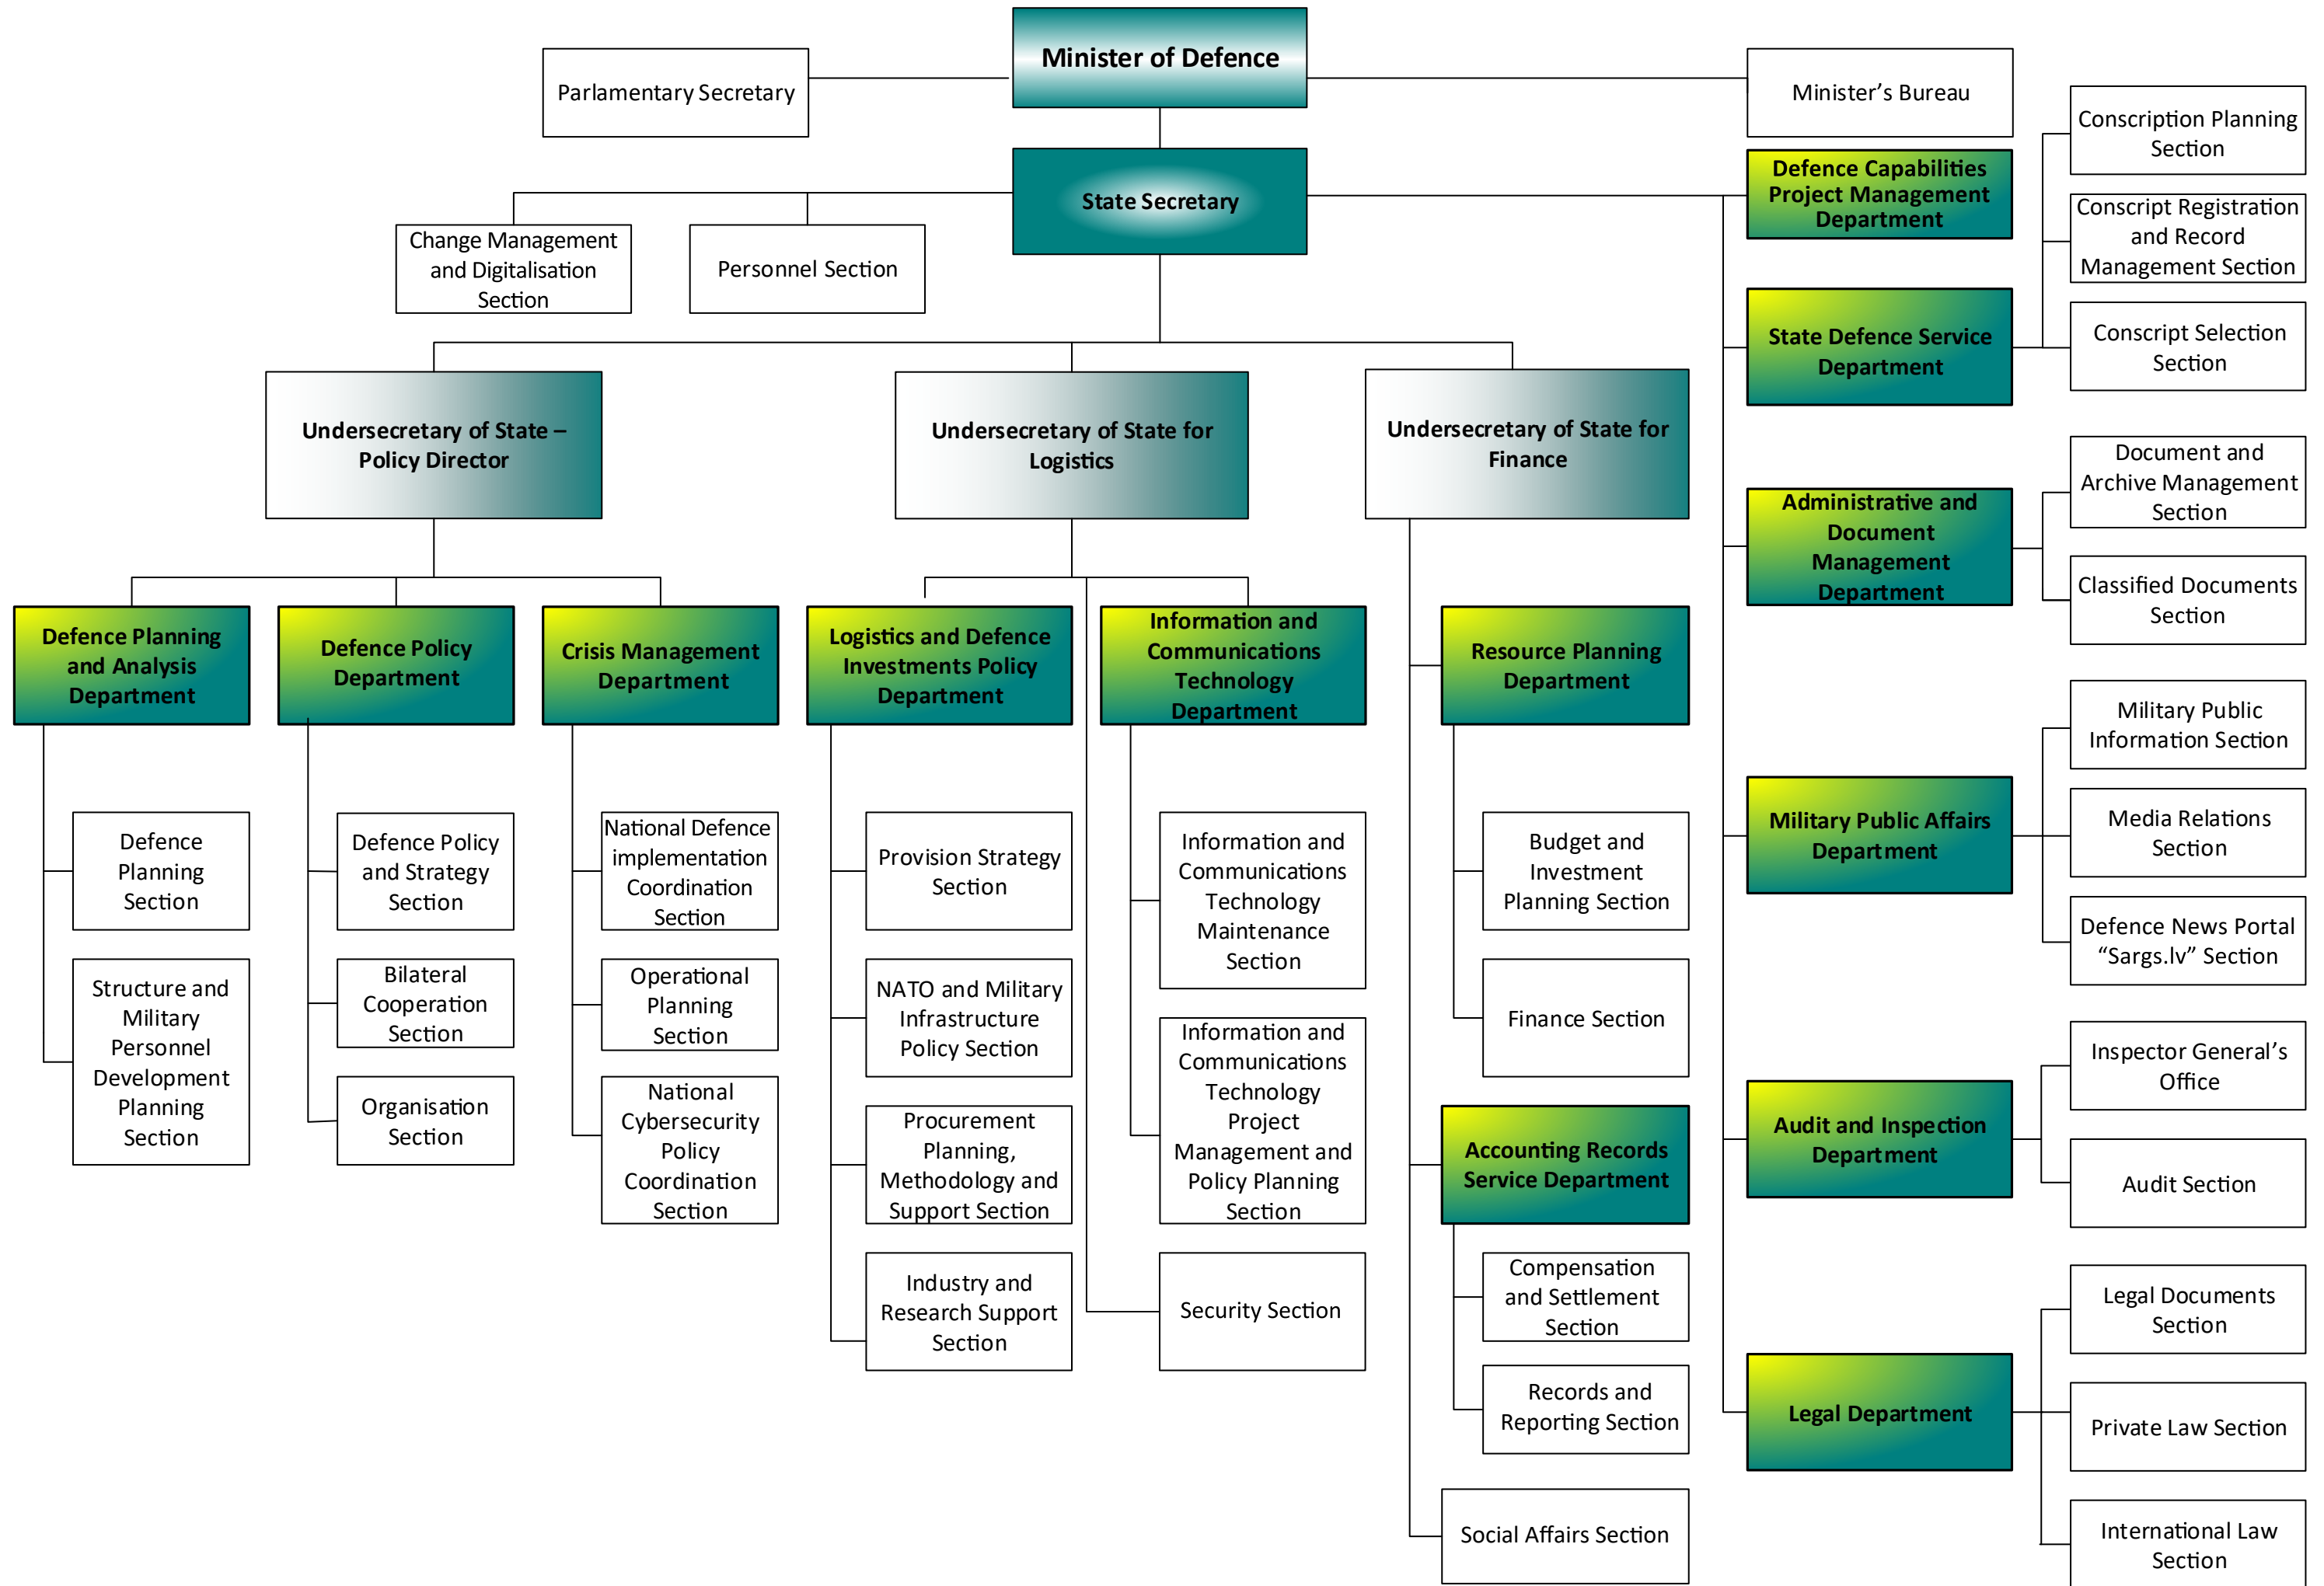 Minister of Defence
Parlamentary Secretary
Minister’s Bureau
State Secretary
Change Management
and Digitalisation
Section
Personnel Section
Undersecretary of State –
Policy Director
Undersecretary of State for
Logistics
Undersecretary of State for
Finance
Defence Planning
and Analysis
Department
Defence Planning
Section
Structure and
Military
Personnel
Development
Planning
Section
Defence Policy
Department
Defence Policy
and Strategy
Section
Bilateral
Cooperation
Section
Organisation
Section
Crisis Management
Department
National Defence
implementation
Coordination
Section
Operational
Planning
Section
National
Cybersecurity
Policy
Coordination
Section
Logistics and Defence
Investments Policy
Department
Provision Strategy
Section
NATO and Military
Infrastructure
Policy Section
Procurement
Planning,
Methodology and
Support Section
Industry and
Research Support
Section
Information and
Communications
Technology
Department
Information and
Communications
Technology
Maintenance
Section
Information and
Communications
Technology
Project
Management and
Policy Planning
Section
Security Section
Resource Planning
Department
Budget and
Investment
Planning Section
Finance Section
Accounting Records
Service Department
Compensation
and Settlement
Section
Records and
Reporting Section
Social Affairs Section
Defence Capabilities
Project Management
Department
State Defence Service
Department
Conscription Planning
Section
Conscript Registration
and Record
Management Section
Conscript Selection
Section
Administrative and
Document
Management
Department
Document and
Archive Management
Section
Classified Documents
Section
Military Public Affairs
Department
Military Public
Information Section
Media Relations
Section
Defence News Portal
“Sargs.lv” Section
Audit and Inspection
Department
Inspector General’s
Office
Audit Section
Legal Department
Legal Documents
Section
Private Law Section
International Law
Section